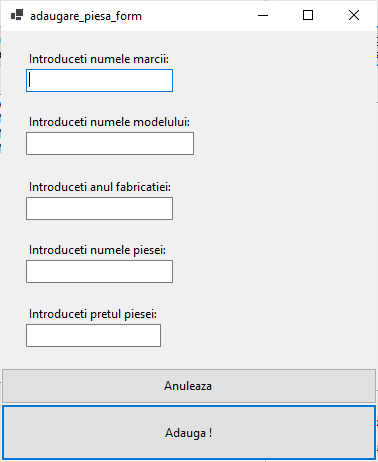 adaugare_piesa_form
Introduceti numele marcii:
Introduceti numele modelului:
Introduceti anul fabricatiei:
Introduceti numele piesei:
Introduceti pretul piesei:
Anuleaza
Adauga !